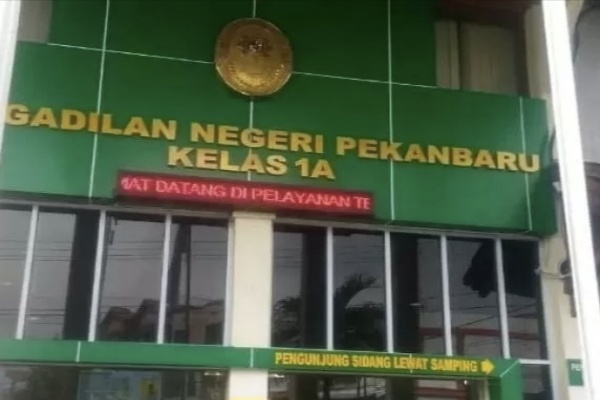 GADILAN NEGERI PEKANBARU
KELAS 1A
MAT DATANG DI PELAYANAN TE
PENGUNJUNG SIDANG LEWAT SAMPING